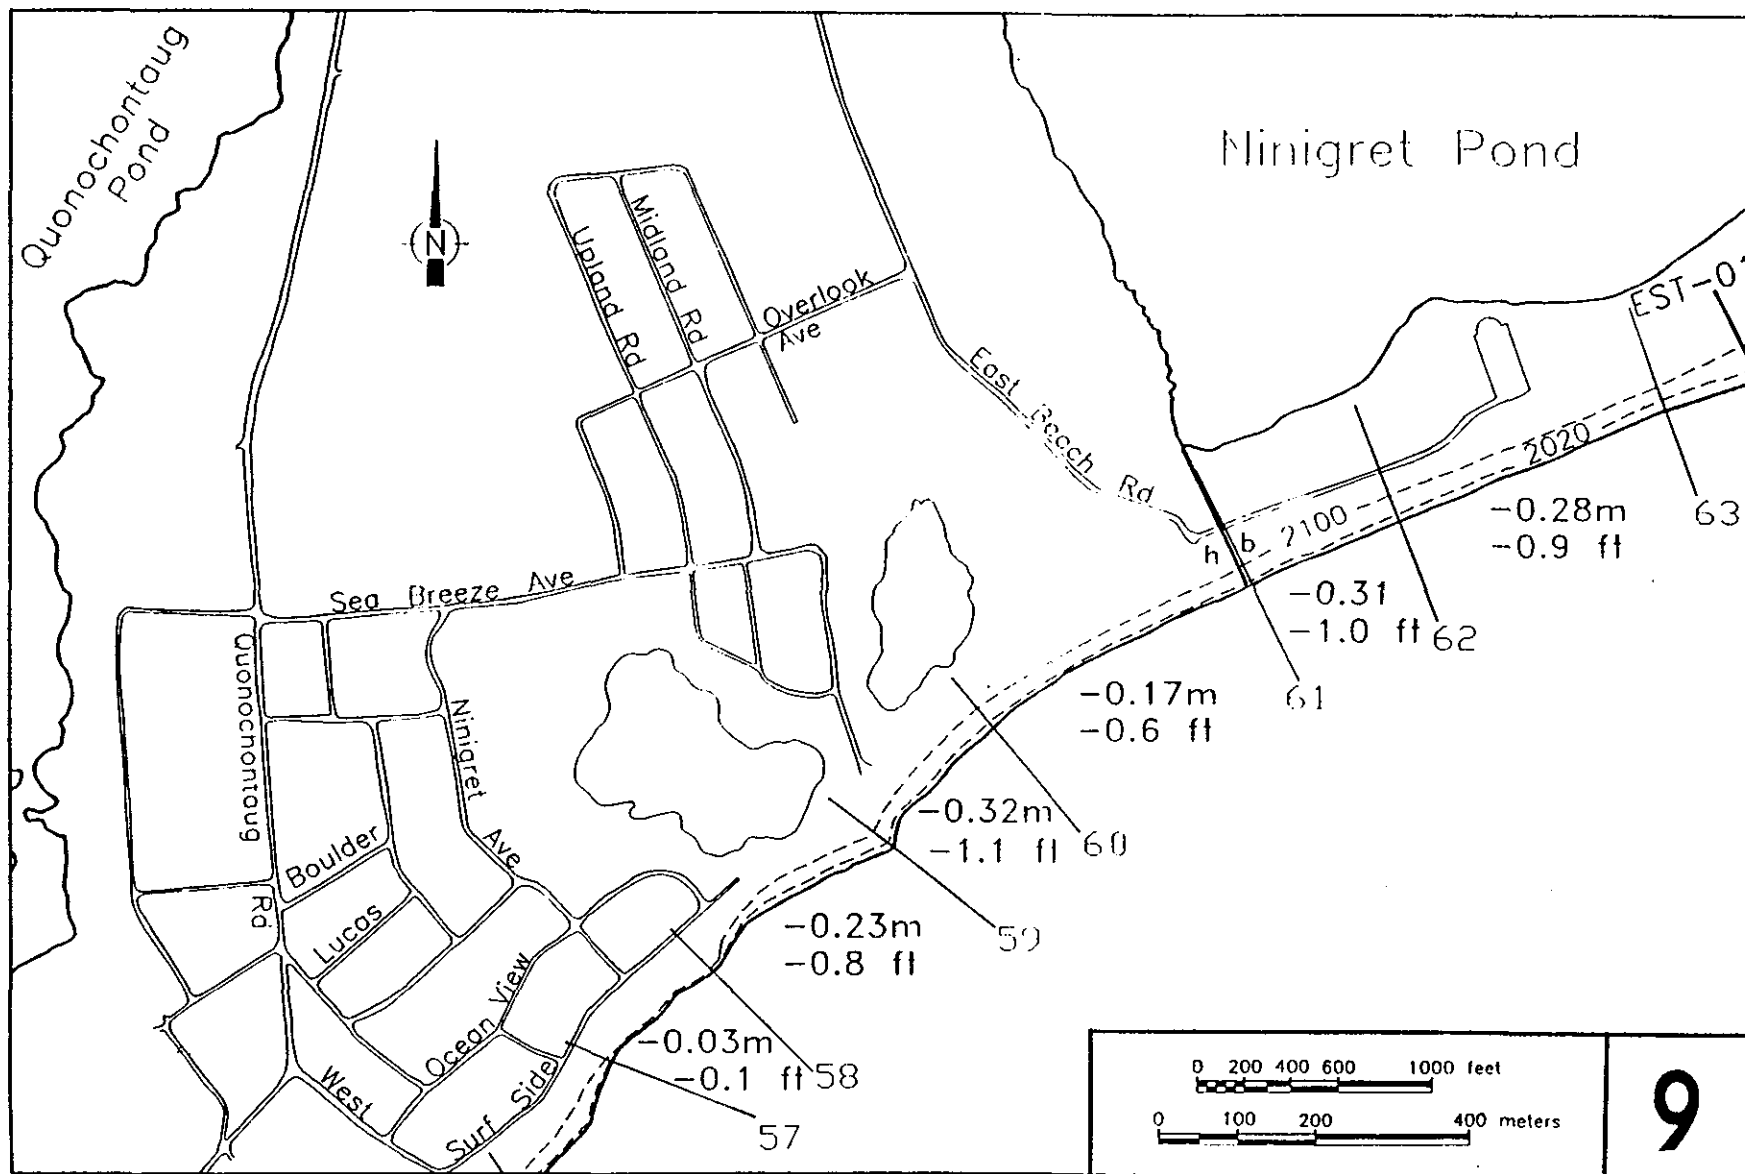 Quonochontaug
Pond
N
Ninigret Pond
Upland Rd
Midland Rd
Overlook
Ave
East Beach Rd
EST-01
2020
2100
h b
-0.28m
-0.9 ft
63
-0.31
-1.0 ft
62
61
-0.17m
-0.6 ft
Sea Breeze Ave
Quonochontaug Rd
Ninigret Ave
Boulder
Lucas
-0.32m
-1.1 ft
60
-0.23m
-0.8 ft
59
Ocean View
West
Surf Side
-0.03m
-0.1 ft
58
57
0 200 400 600 1000 feet
0 100 200 400 meters
9